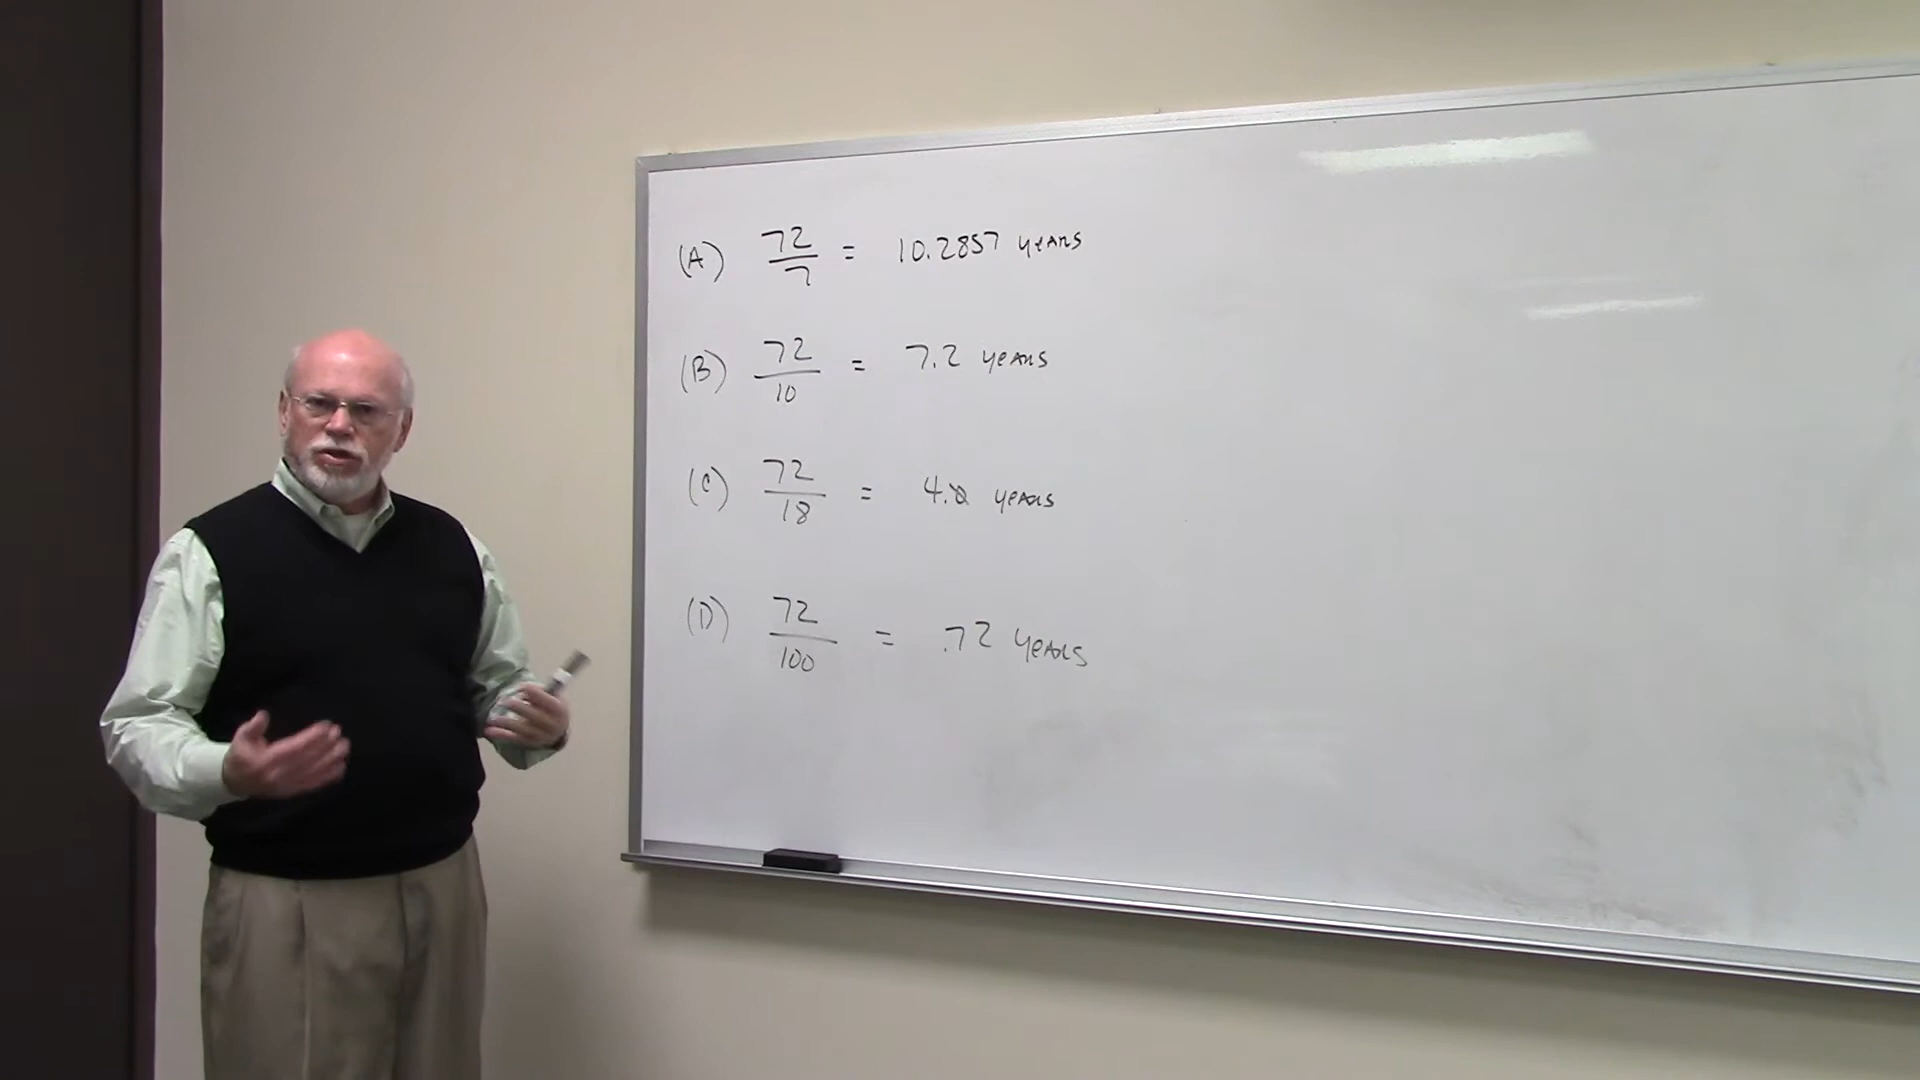 (A) 72/7 = 10.2857 years
(B) 72/10 = 7.2 years
(C) 72/18 = 4.0 years
(D) 72/100 = .72 years